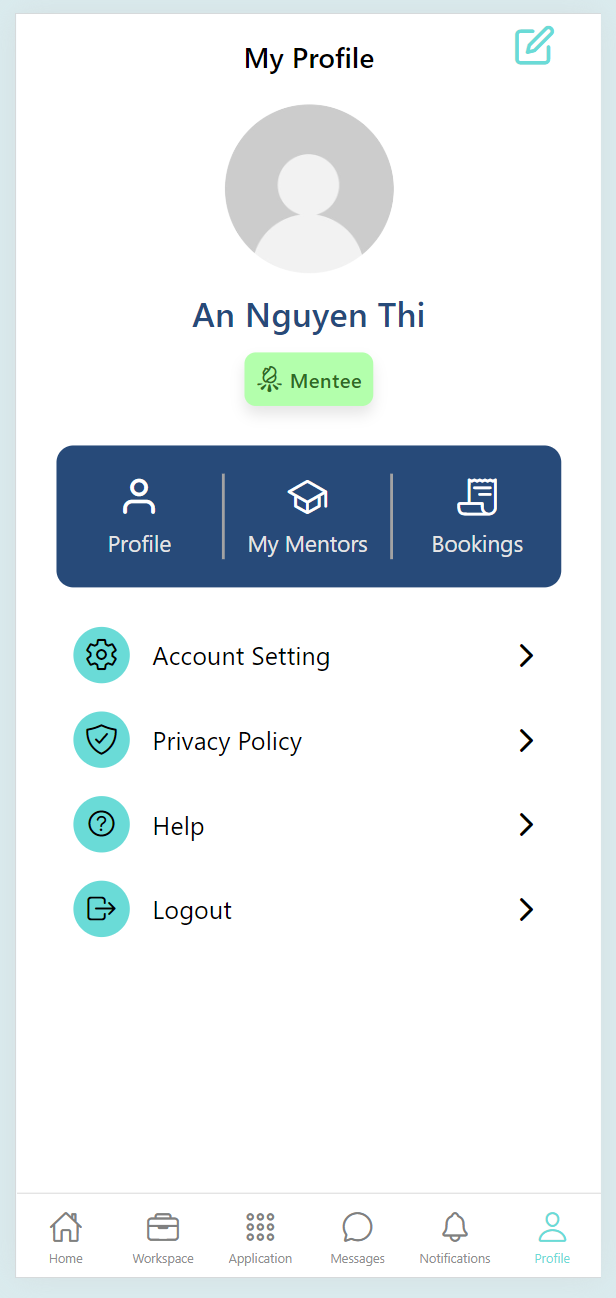 My Profile
An Nguyen Thi
Mentee
Profile
My Mentors
Bookings
Account Setting
Privacy Policy
Help
Logout
Home
Workspace
Application
Messages
Notifications
Profile